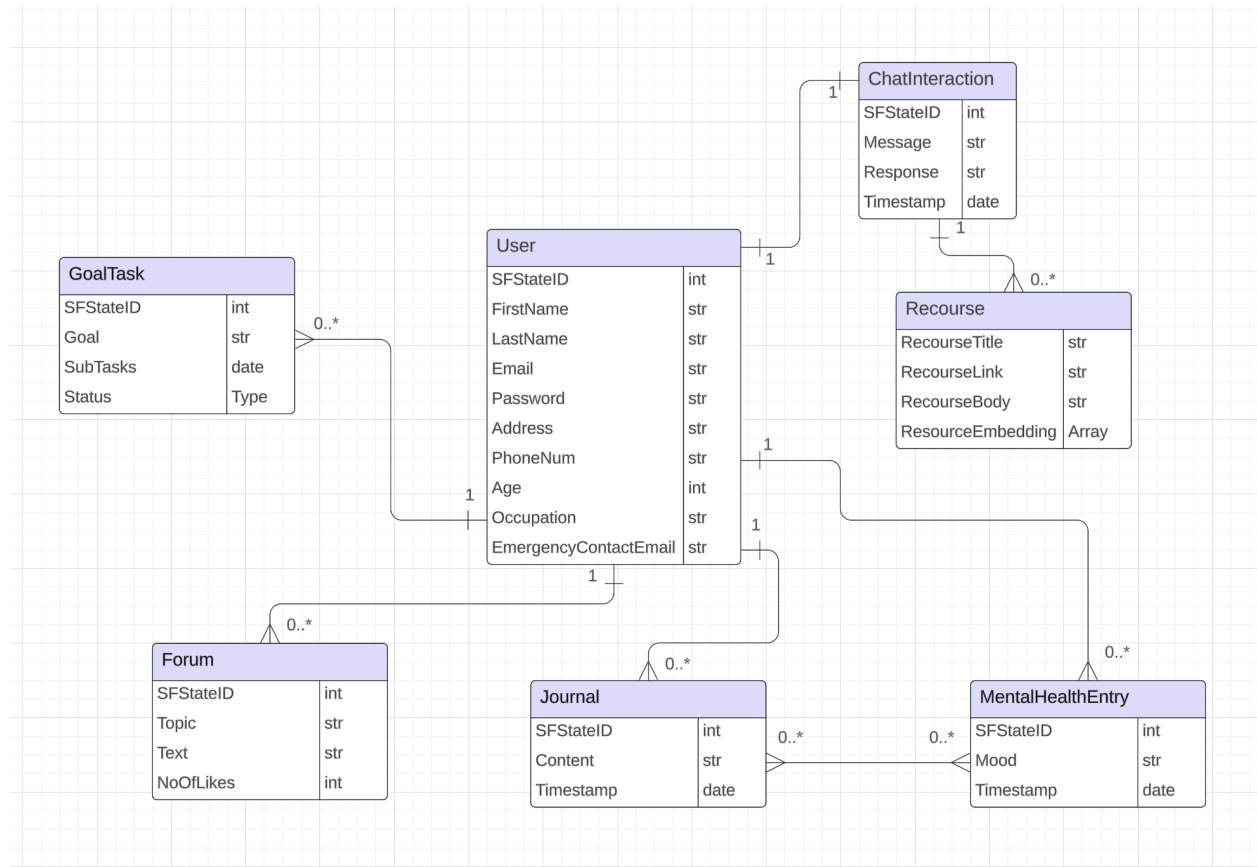 ChatInteraction
SFStateID int
Message str
Response str
Timestamp date
1
1
1
0..*
User
SFStateID int
FirstName str
LastName str
Email str
Password str
Address str
PhoneNum str
Age int
Occupation str
EmergencyContactEmail str
GoalTask
SFStateID int
Goal str
SubTasks date
Status Type
0..*
1
Recourse
RecourseTitle str
RecourseLink str
RecourseBody str
ResourceEmbedding Array
1
1
1
0..*
0..*
0..*
Forum
SFStateID int
Topic str
Text str
NoOfLikes int
Journal
SFStateID int
Content str
Timestamp date
0..*
0..*
MentalHealthEntry
SFStateID int
Mood str
Timestamp date